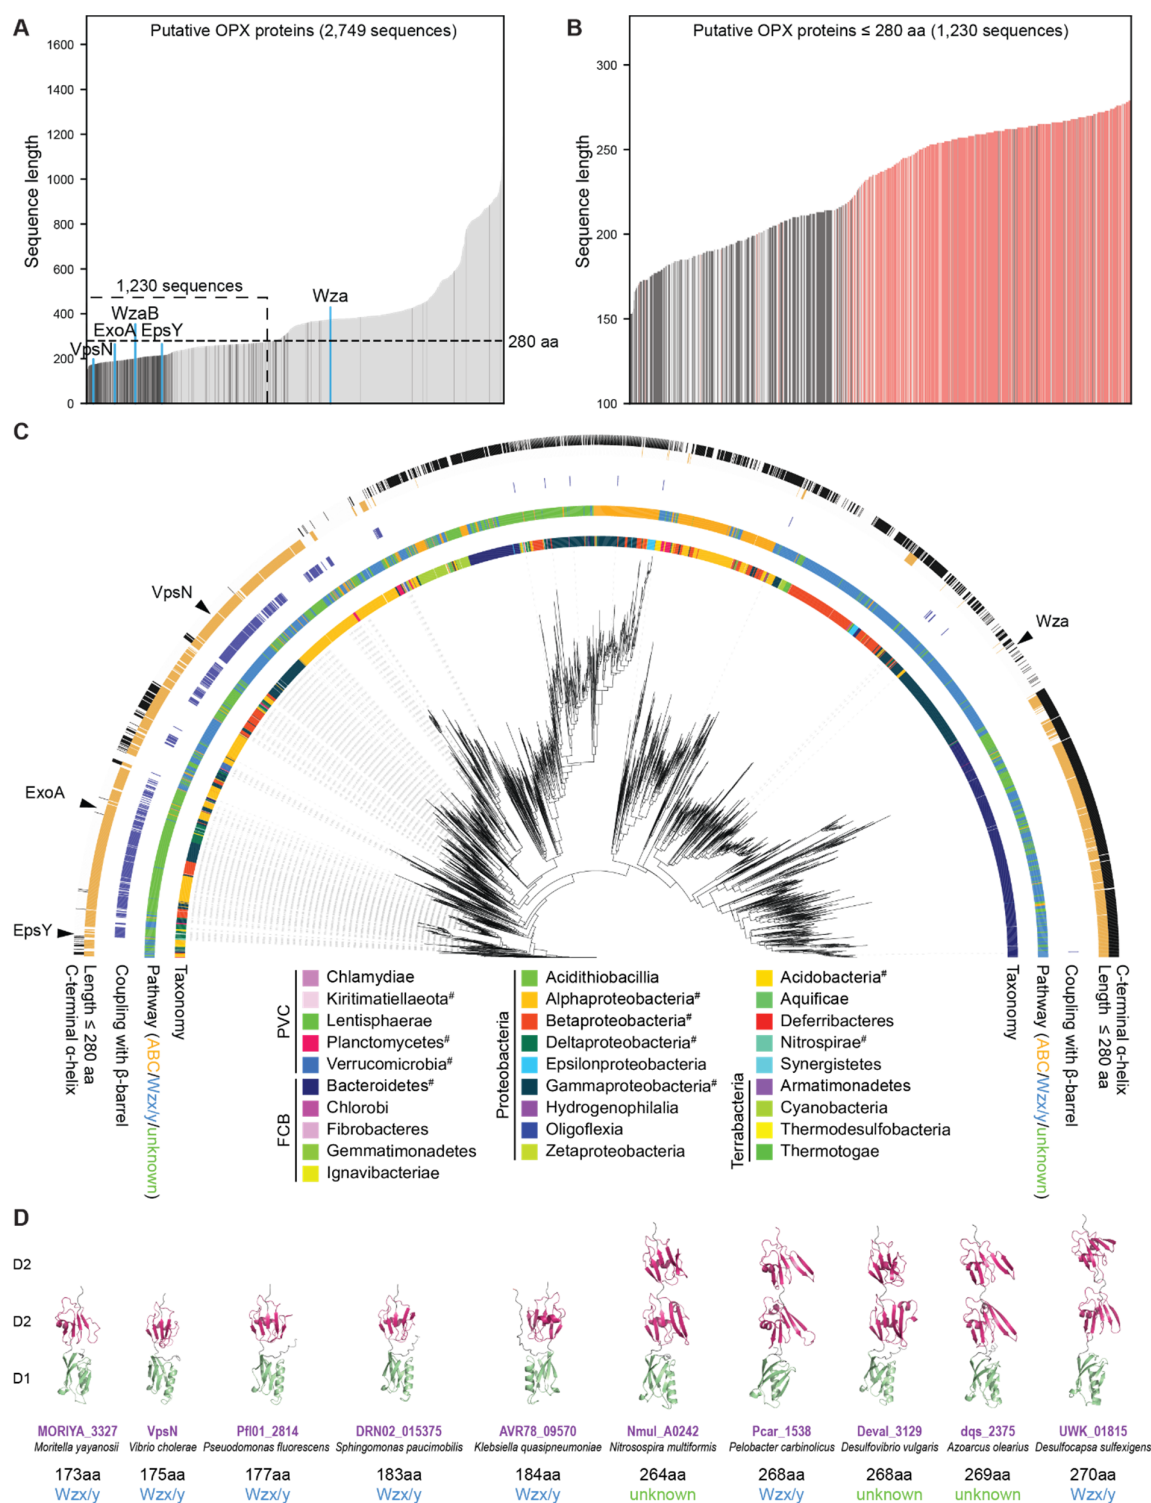 A
Putative OPX proteins (2,749 sequences)
Sequence length
1600
1400
1200
1000
800
600
400
200
0
1,230 sequences
WzaB
ExoA
EpsY
VpsN
Wza
280 aa
B
Putative OPX proteins ≤ 280 aa (1,230 sequences)
Sequence length
300
250
200
150
100
C
VpsN
Wza
ExoA
EpsY
C-terminal α-helix
Length ≤ 280 aa
Coupling with β-barrel
Pathway (ABC/Wzx/y/unknown)
Taxonomy
PVC
Chlamydiae
Kiritimatiellaeota#
Lentisphaerae
Planctomycetes#
Verrucomicrobia#
FCB
Bacteroidetes#
Chlorobi
Fibrobacteres
Gemmatimonadetes
Ignavibacteriae
Proteobacteria
Acidithiobacillia
Alphaproteobacteria#
Betaproteobacteria#
Deltaproteobacteria#
Epsilonproteobacteria
Gammaproteobacteria#
Hydrogenophilalia
Oligoflexia
Zetaproteobacteria
Acidobacteria#
Aquificae
Deferribacteres
Nitrospirae#
Synergistetes
Terrabacteria
Armatimonadetes
Cyanobacteria
Thermodesulfobacteria
Thermotogae
Taxonomy
Pathway (ABC/Wzx/y/unknown)
Coupling with β-barrel
Length ≤ 280 aa
C-terminal α-helix
D
D2
D2
D1
MORIYA_3327 VpsN Pfl01_2814 DRN02_015375 AVR78_09570 Nmul_A0242 Pcar_1538 Deval_3129 dqs_2375 UWK_01815
Moritella yayanosii Vibrio cholerae Pseudomonas fluorescens Sphingomonas paucimobilis Klebsiella quasipneumoniae Nitrosospira multiformis Pelobacter carbinolicus Desulfovibrio vulgaris Azoarcus olearius Desulfocapsa sulfexigens
173aa 175aa 177aa 183aa 184aa 264aa 268aa 268aa 269aa 270aa
Wzx/y Wzx/y Wzx/y Wzx/y Wzx/y unknown Wzx/y unknown unknown Wzx/y